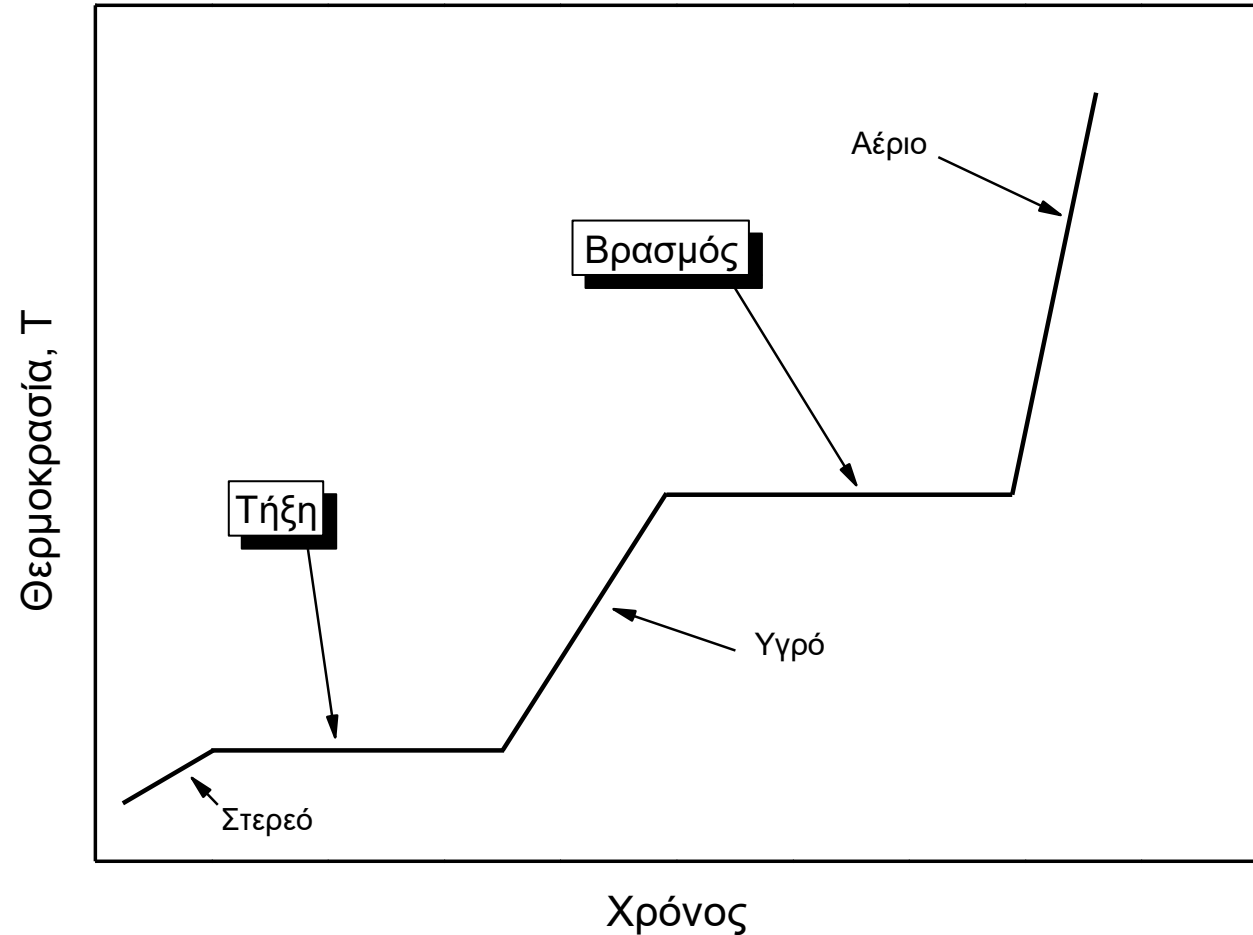 Αέριο
Βρασμός
Θερμοκρασία, Τ
Τήξη
Υγρό
Στερεό
Χρόνος